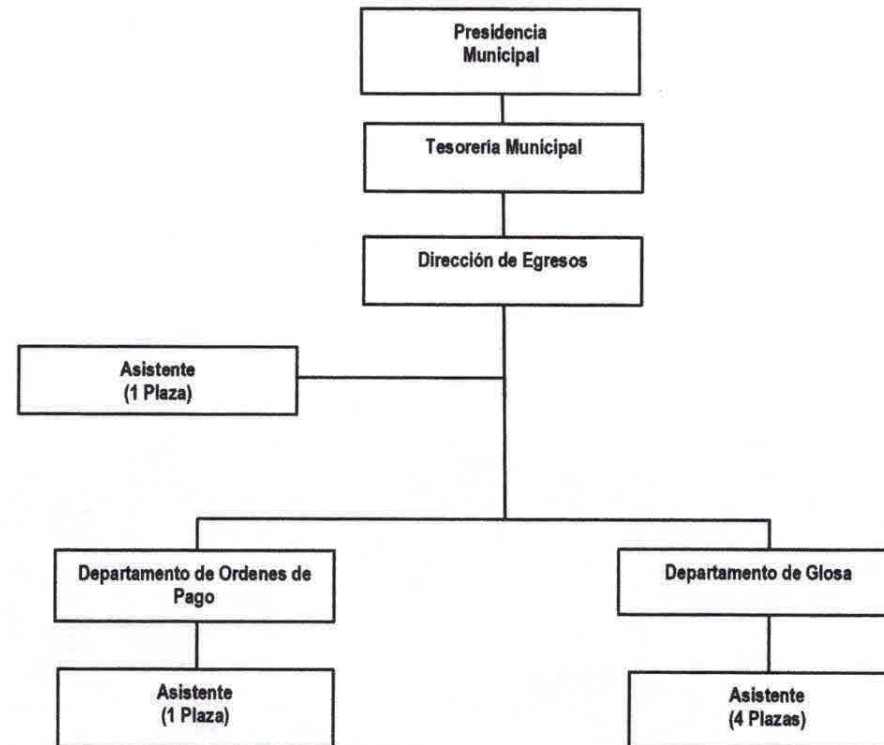 Presidencia
Municipal
Tesorería Municipal
Dirección de Egresos
Asistente
(1 Plaza)
Departamento de Ordenes de
Pago
Departamento de Glosa
Asistente
(1 Plaza)
Asistente
(4 Plazas)